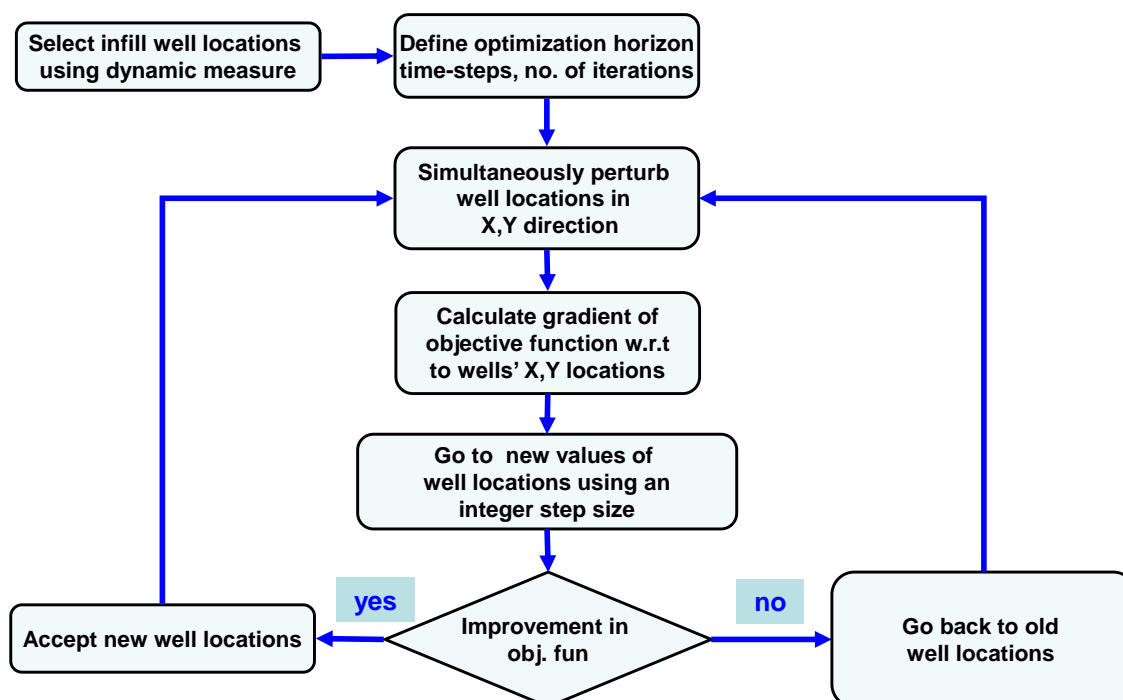 Select infill well locations
using dynamic measure
Define optimization horizon
time-steps, no. of iterations
Simultaneously perturb
well locations in
X,Y direction
Calculate gradient of
objective function w.r.t
to wells' X,Y locations
Go to new values of
well locations using an
integer step size
yes
no
Accept new well locations
Improvement in
obj. fun
Go back to old
well locations